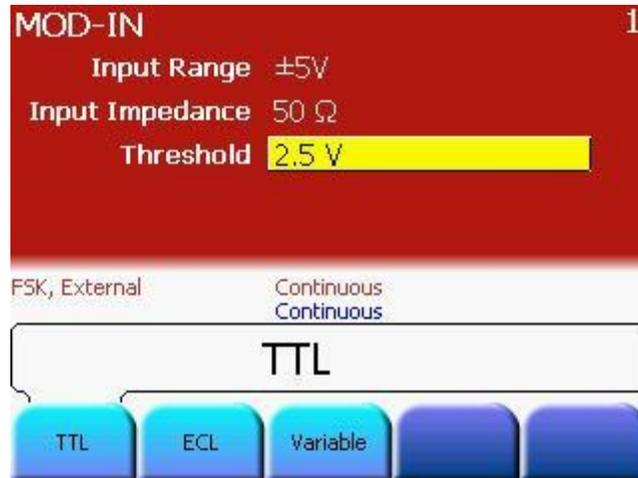 MOD-IN 1
Input Range ±5V
Input Impedance 50 Ω
Threshold 2.5 V
FSK, External Continuous
Continuous
TTL
TTL ECL Variable